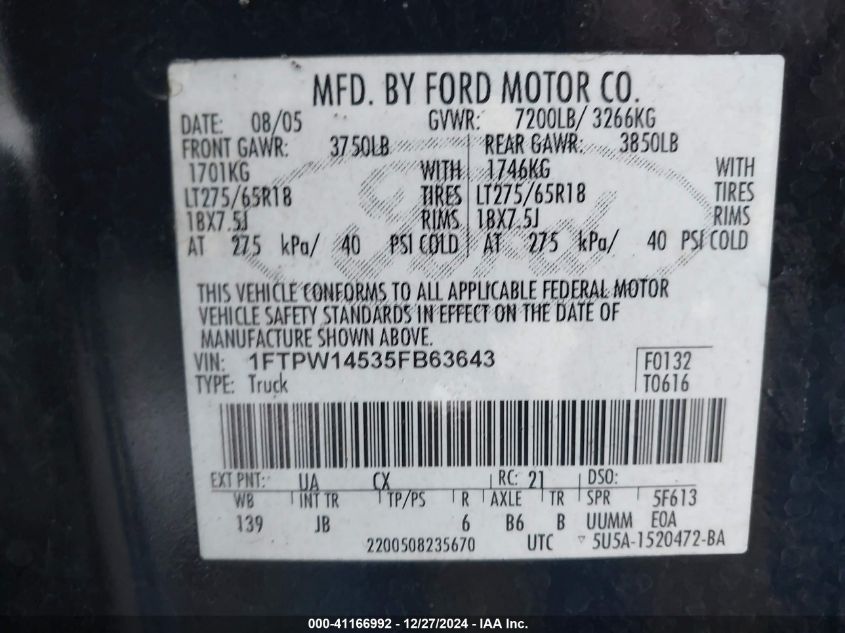 MFD. BY FORD MOTOR CO.
DATE: 08/05 GVWR: 7200LB/ 3266KG
FRONT GAWR: 3750LB REAR GAWR: 3850LB
1701KG WITH 1746KG WITH
LT275/65R18 TIRES LT275/65R18 TIRES
18X7.5J RIMS 18X7.5J RIMS
AT 275 kPa/ 40 PSI COLD AT 275 kPa/ 40 PSI COLD
THIS VEHICLE CONFORMS TO ALL APPLICABLE FEDERAL MOTOR
VEHICLE SAFETY STANDARDS IN EFFECT ON THE DATE OF
MANUFACTURE SHOWN ABOVE.
VIN: 1FTPW14535FB63643 F0132
TYPE: Truck T0616
EXT PNT: UA CX RC: 21 DSO:
WB INT TR TP/PS R AXLE TR SPR 5F613
139 JB 6 B6 B UUMM EOA
2200508235670 UTC ▽ 5U5A-1520472-BA
000-41166992 - 12/27/2024 - IAA Inc.